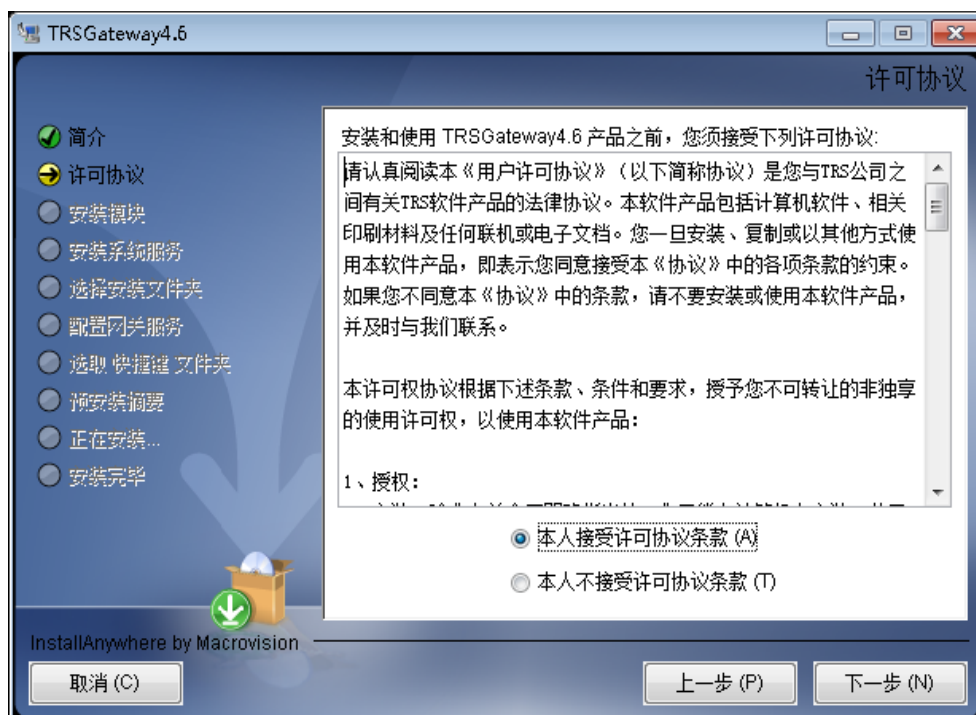 TRSGateway4.6
许可协议
简介
许可协议
安装模块
安装系统服务
选择安装文件夹
配置网关服务
选取 快捷键 文件夹
预安装摘要
正在安装...
安装完毕
安装和使用 TRSGateway4.6 产品之前，您须接受下列许可协议:
请认真阅读本《用户许可协议》（以下简称协议）是您与TRS公司之
间有关TRS软件产品的法律协议。本软件产品包括计算机软件、相关
印刷材料及任何联机或电子文档。您一旦安装、复制或以其他方式使
用本软件产品，即表示您同意接受本《协议》中的各项条款的约束。
如果您不同意本《协议》中的条款，请不要安装或使用本软件产品，
并及时与我们联系。
本许可权协议根据下述条款、条件和要求，授予您不可转让的非独享
的使用许可权，以使用本软件产品：
1、授权：
本人接受许可协议条款 (A)
本人不接受许可协议条款 (T)
InstallAnywhere by Macrovision
取消 (C)
上一步 (P)
下一步 (N)